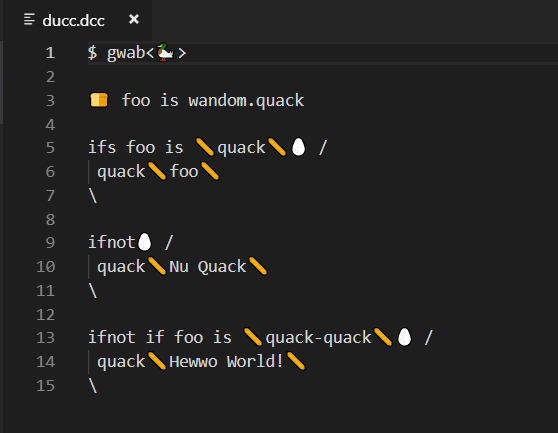 ducc.dcc ×
1 $ gwab<🦆>
2
3 🍞 foo is wandom.quack
4
5 ifs foo is 🥖quack🥖🥚 /
6 quack🥖foo🥖
7 \
8
9 ifnot🥚 /
10 quack🥖Nu Quack🥖
11 \
12
13 ifnot if foo is 🥖quack-quack🥖🥚 /
14 quack🥖Hewwo World!🥖
15 \